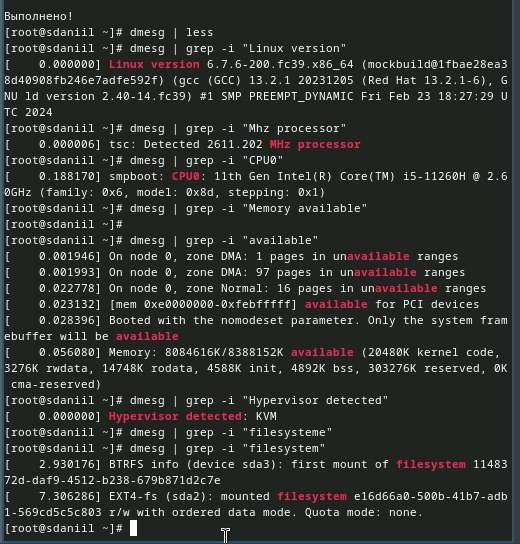 Выполнено!
[root@sdaniil ~]# dmesg | less
[root@sdaniil ~]# dmesg | grep -i "Linux version"
[    0.000000] Linux version 6.7.6-200.fc39.x86_64 (mockbuild@1fbae28ea3
8d40908fb246e7adfe592f) (gcc (GCC) 13.2.1 20231205 (Red Hat 13.2.1-6), G
NU ld version 2.40-14.fc39) #1 SMP PREEMPT_DYNAMIC Fri Feb 23 18:27:29 U
TC 2024
[root@sdaniil ~]# dmesg | grep -i "Mhz processor"
[    0.000006] tsc: Detected 2611.202 MHz processor
[root@sdaniil ~]# dmesg | grep -i "CPU0"
[    0.188170] smpboot: CPU0: 11th Gen Intel(R) Core(TM) i5-11260H @ 2.6
0GHz (family: 0x6, model: 0x8d, stepping: 0x1)
[root@sdaniil ~]# dmesg | grep -i "Memory available"
[root@sdaniil ~]#
[root@sdaniil ~]# dmesg | grep -i "available"
[    0.001946] On node 0, zone DMA: 1 pages in unavailable ranges
[    0.001993] On node 0, zone DMA: 97 pages in unavailable ranges
[    0.022778] On node 0, zone Normal: 16 pages in unavailable ranges
[    0.023132] [mem 0xe0000000-0xfebfffff] available for PCI devices
[    0.028396] Booted with the nomodeset parameter. Only the system fram
ebuffer will be available
[    0.056080] Memory: 8084616K/8388152K available (20480K kernel code,
3276K rwdata, 14748K rodata, 4588K init, 4892K bss, 303276K reserved, 0K
cma-reserved)
[root@sdaniil ~]# dmesg | grep -i "Hypervisor detected"
[    0.000000] Hypervisor detected: KVM
[root@sdaniil ~]# dmesg | grep -i "filesysteme"
[root@sdaniil ~]# dmesg | grep -i "filesystem"
[    2.930176] BTRFS info (device sda3): first mount of filesystem 11483
72d-daf9-4512-b238-679b871d2c7e
[    7.306286] EXT4-fs (sda2): mounted filesystem e16d66a0-500b-41b7-adb
1-569cd5c5c803 r/w with ordered data mode. Quota mode: none.
[root@sdaniil ~]#